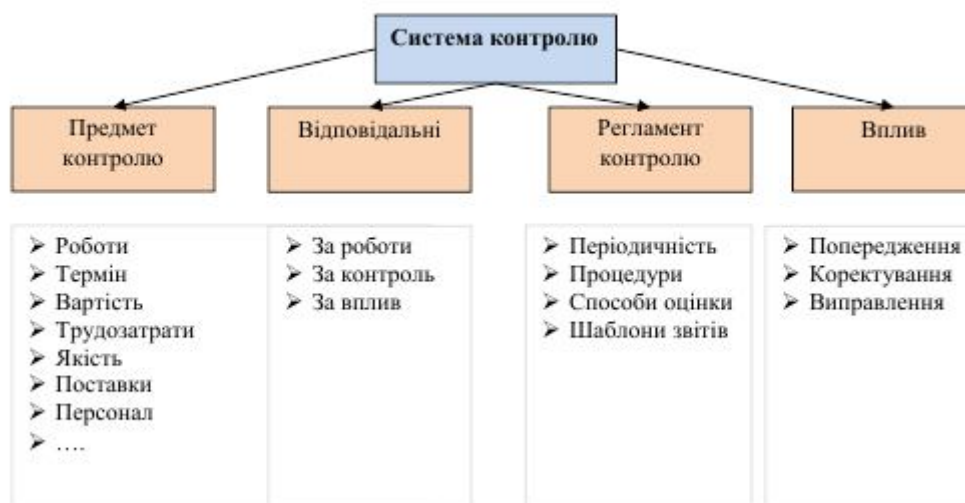 Система контролю
Предмет
контролю
Відповідальні
Регламент
контролю
Вплив
➢ Роботи
➢ Термін
➢ Вартість
➢ Трудозатрати
➢ Якість
➢ Поставки
➢ Персонал
➢ ….
➢ За роботи
➢ За контроль
➢ За вплив
➢ Періодичність
➢ Процедури
➢ Способи оцінки
➢ Шаблони звітів
➢ Попередження
➢ Коректування
➢ Виправлення